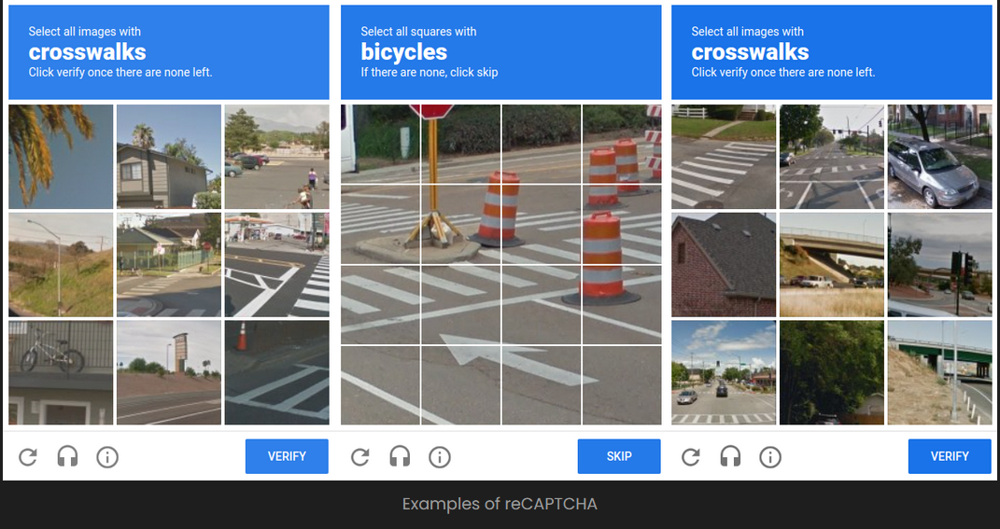 Select all images with
crosswalks
Click verify once there are none left.
VERIFY
Select all squares with
bicycles
If there are none, click skip
SKIP
Select all images with
crosswalks
Click verify once there are none left.
VERIFY
Examples of reCAPTCHA